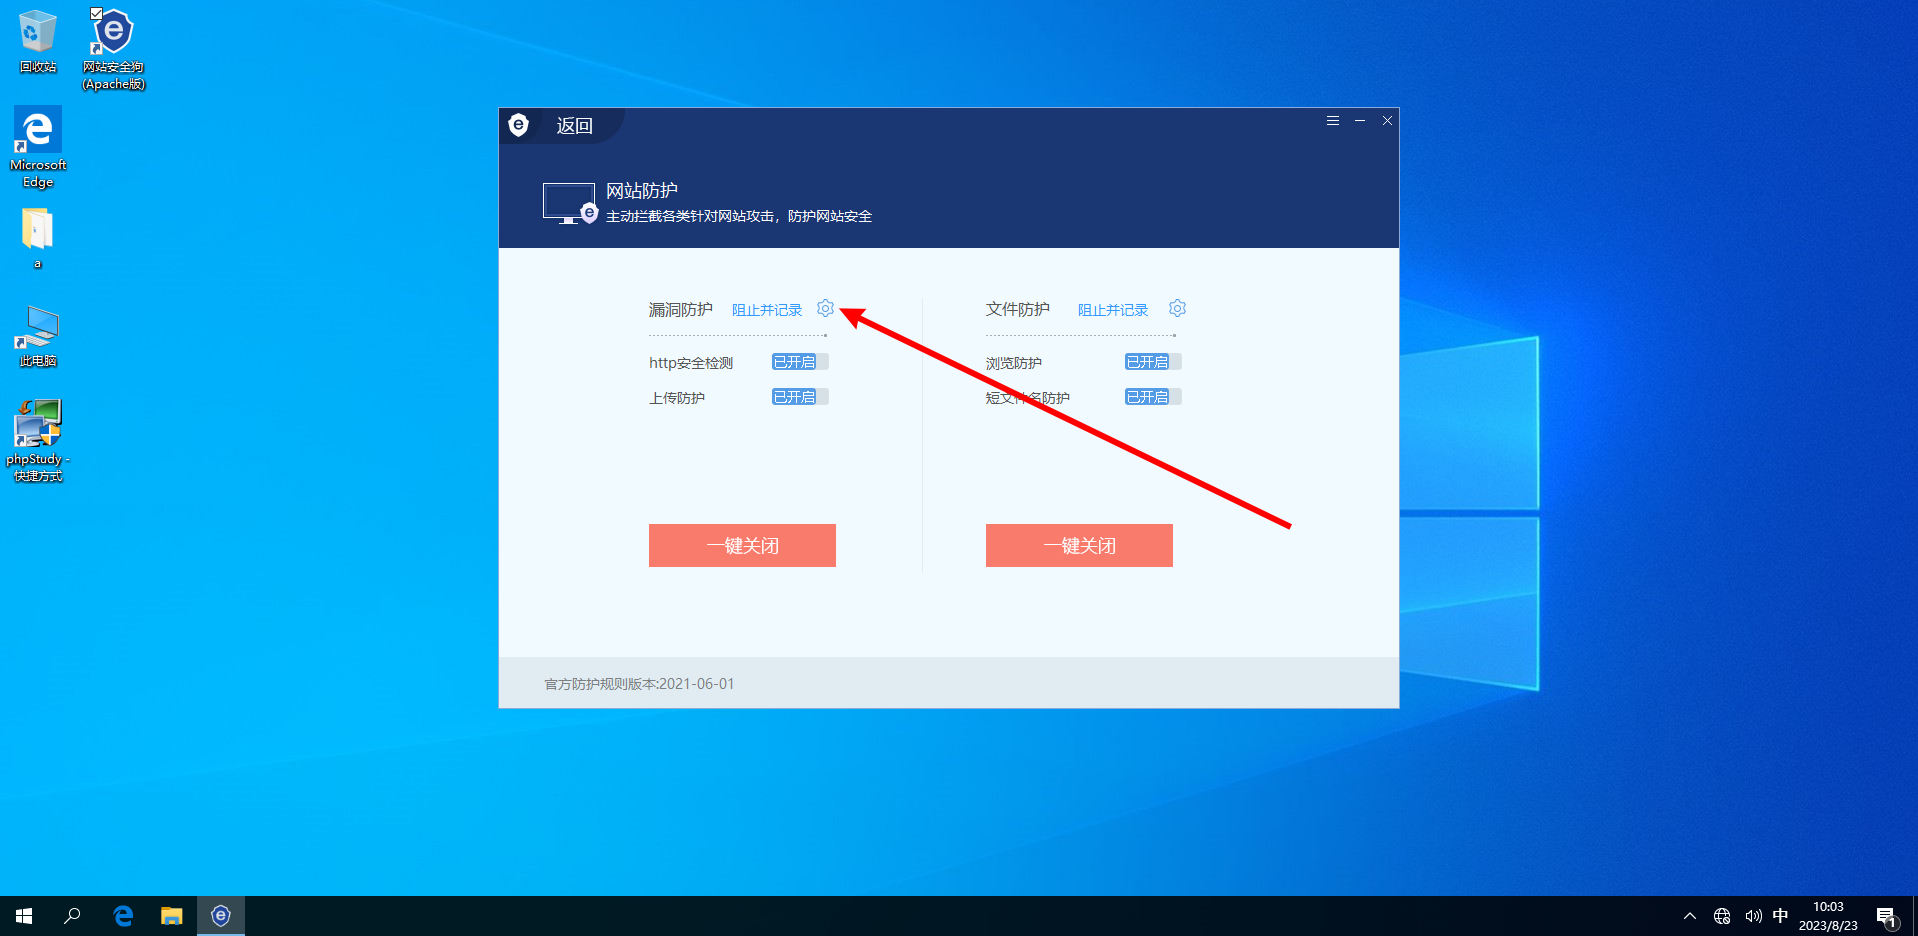 回收站
网站安全狗
(Apache版)
Microsoft
Edge
a
此电脑
phpStudy -
快捷方式
返回
网站防护
主动拦截各类针对网站攻击，防护网站安全
漏洞防护 阻止并记录
http安全检测 已开启
上传防护 已开启
一键关闭
文件防护 阻止并记录
浏览防护 已开启
短文件名防护 已开启
一键关闭
官方防护规则版本:2021-06-01
中
10:03
2023/8/23
1